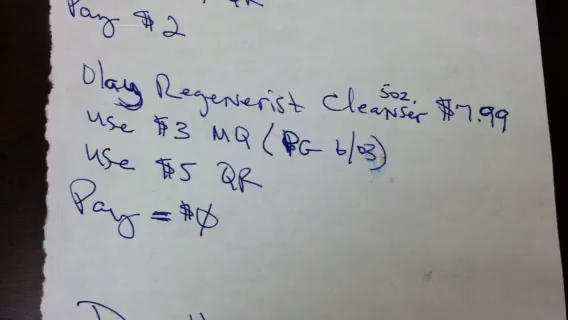 QR
Pay $2
Olay Regenerist Cleanser 5oz. $7.99
use $3 MQ (PG 6/03)
use $5 QR
Pay = $0